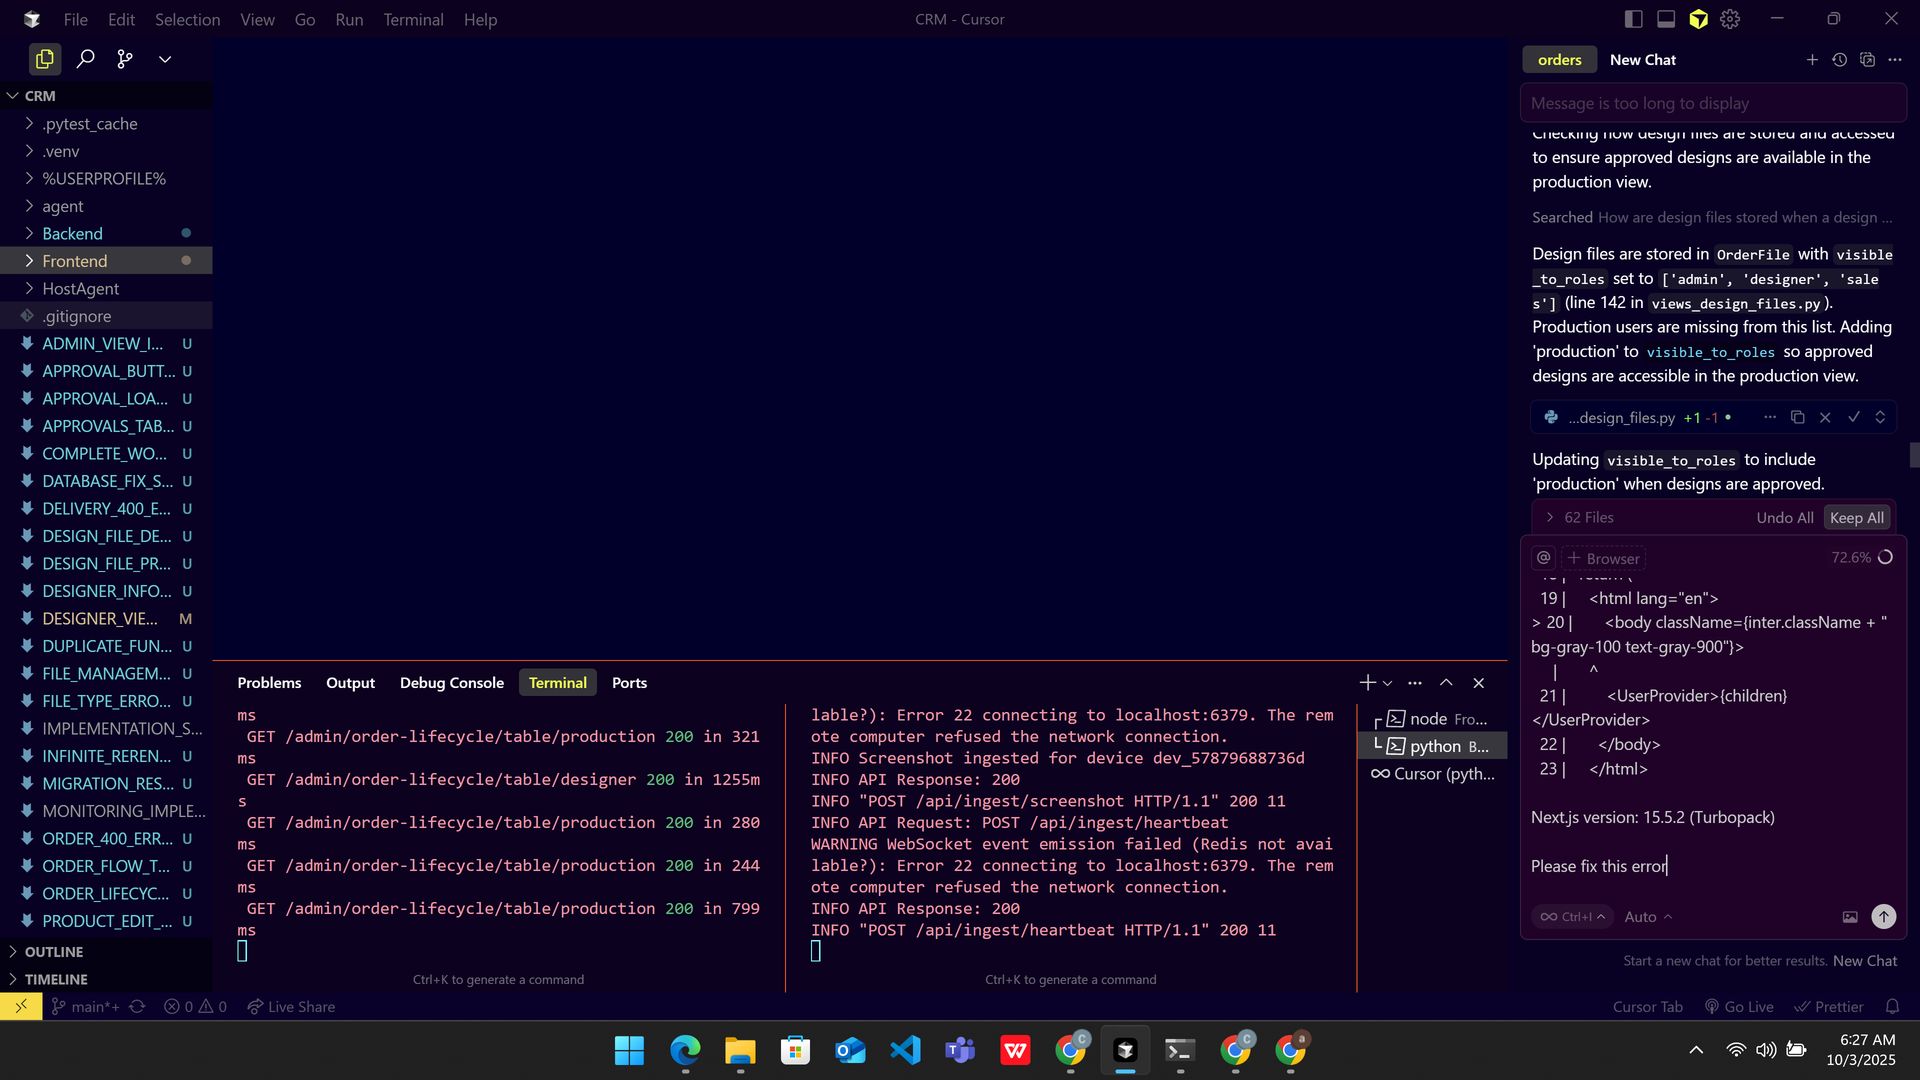 File Edit Selection View Go Run Terminal Help
CRM - Cursor
CRM
.pytest_cache
.venv
%USERPROFILE%
agent
Backend
Frontend
HostAgent
.gitignore
ADMIN_VIEW_I... U
APPROVAL_BUTT... U
APPROVAL_LOA... U
APPROVALS_TAB... U
COMPLETE_WO... U
DATABASE_FIX_S... U
DELIVERY_400_E... U
DESIGN_FILE_DE... U
DESIGN_FILE_PR... U
DESIGNER_INFO... U
DESIGNER_VIE... M
DUPLICATE_FUN... U
FILE_MANAGEM... U
FILE_TYPE_ERRO... U
IMPLEMENTATION_S...
INFINITE_REREN... U
MIGRATION_RES... U
MONITORING_IMPLE...
ORDER_400_ERR... U
ORDER_FLOW_T... U
ORDER_LIFECYC... U
PRODUCT_EDIT_... U
OUTLINE
TIMELINE
Problems Output Debug Console Terminal Ports
ms
GET /admin/order-lifecycle/table/production 200 in 321
ms
GET /admin/order-lifecycle/table/designer 200 in 1255m
s
GET /admin/order-lifecycle/table/production 200 in 280
ms
GET /admin/order-lifecycle/table/production 200 in 244
ms
GET /admin/order-lifecycle/table/production 200 in 799
ms
Ctrl+K to generate a command
lable?): Error 22 connecting to localhost:6379. The rem
ote computer refused the network connection.
INFO Screenshot ingested for device dev_57879688736d
INFO API Response: 200
INFO "POST /api/ingest/screenshot HTTP/1.1" 200 11
INFO API Request: POST /api/ingest/heartbeat
WARNING WebSocket event emission failed (Redis not avai
lable?): Error 22 connecting to localhost:6379. The rem
ote computer refused the network connection.
INFO API Response: 200
INFO "POST /api/ingest/heartbeat HTTP/1.1" 200 11
Ctrl+K to generate a command
node Fro...
python B...
Cursor (pyth...
orders New Chat
Message is too long to display
Checking how design files are stored and accessed
to ensure approved designs are available in the
production view.
Searched How are design files stored when a design ...
Design files are stored in OrderFile with visible
_to_roles set to ['admin', 'designer', 'sale
s'] (line 142 in views_design_files.py).
Production users are missing from this list. Adding
'production' to visible_to_roles so approved
designs are accessible in the production view.
...design_files.py +1 -1 •
Updating visible_to_roles to include
'production' when designs are approved.
62 Files Undo All Keep All
@ + Browser 72.6%
18| return (
19| <html lang="en">
> 20| <body className={inter.className + "
bg-gray-100 text-gray-900"}>
| ^
21| <UserProvider>{children}
</UserProvider>
22| </body>
23| </html>
Next.js version: 15.5.2 (Turbopack)
Please fix this error
∞ Ctrl+I Auto
Start a new chat for better results. New Chat
main*+ 0 0 Live Share
Cursor Tab Go Live Prettier
6:27 AM
10/3/2025